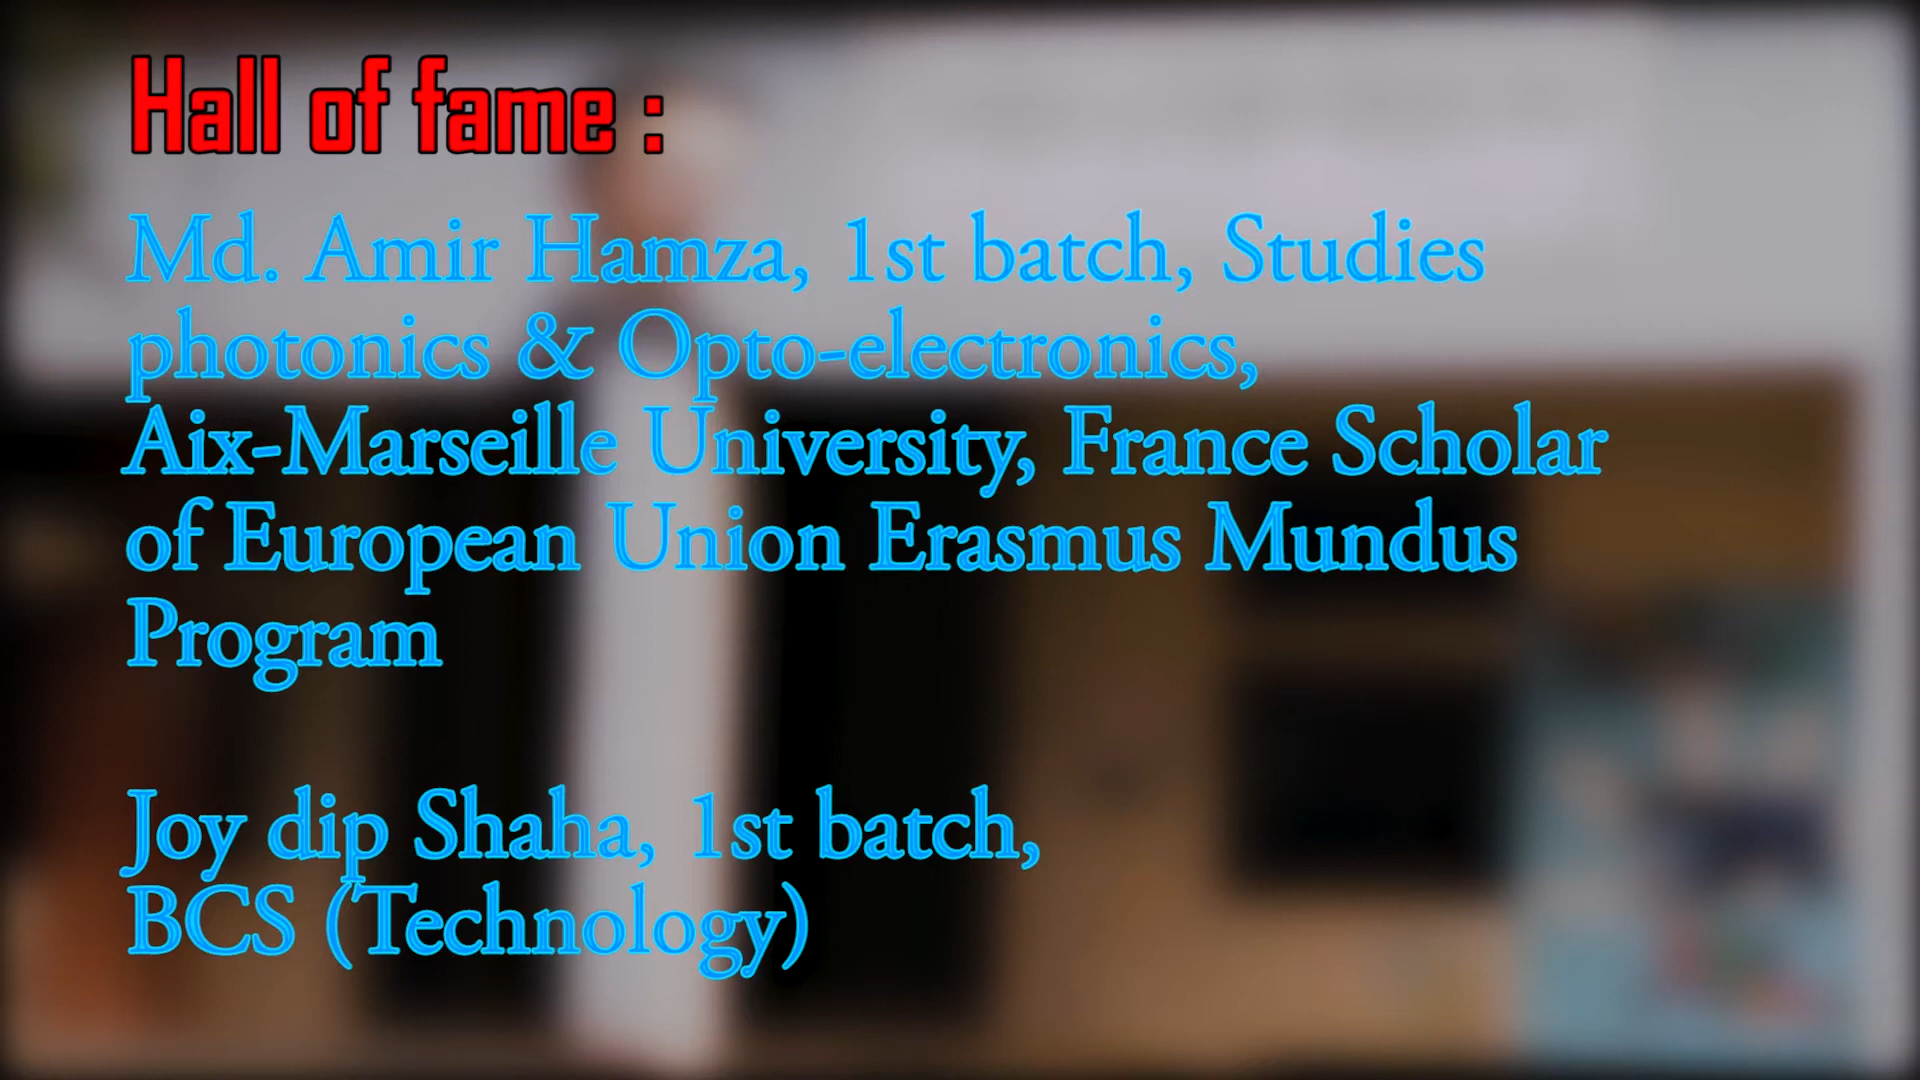 Hall of fame :
Md. Amir Hamza, 1st batch, Studies
photonics & Opto-electronics,
Aix-Marseille University, France Scholar
of European Union Erasmus Mundus
Program
Joy dip Shaha, 1st batch,
BCS (Technology)